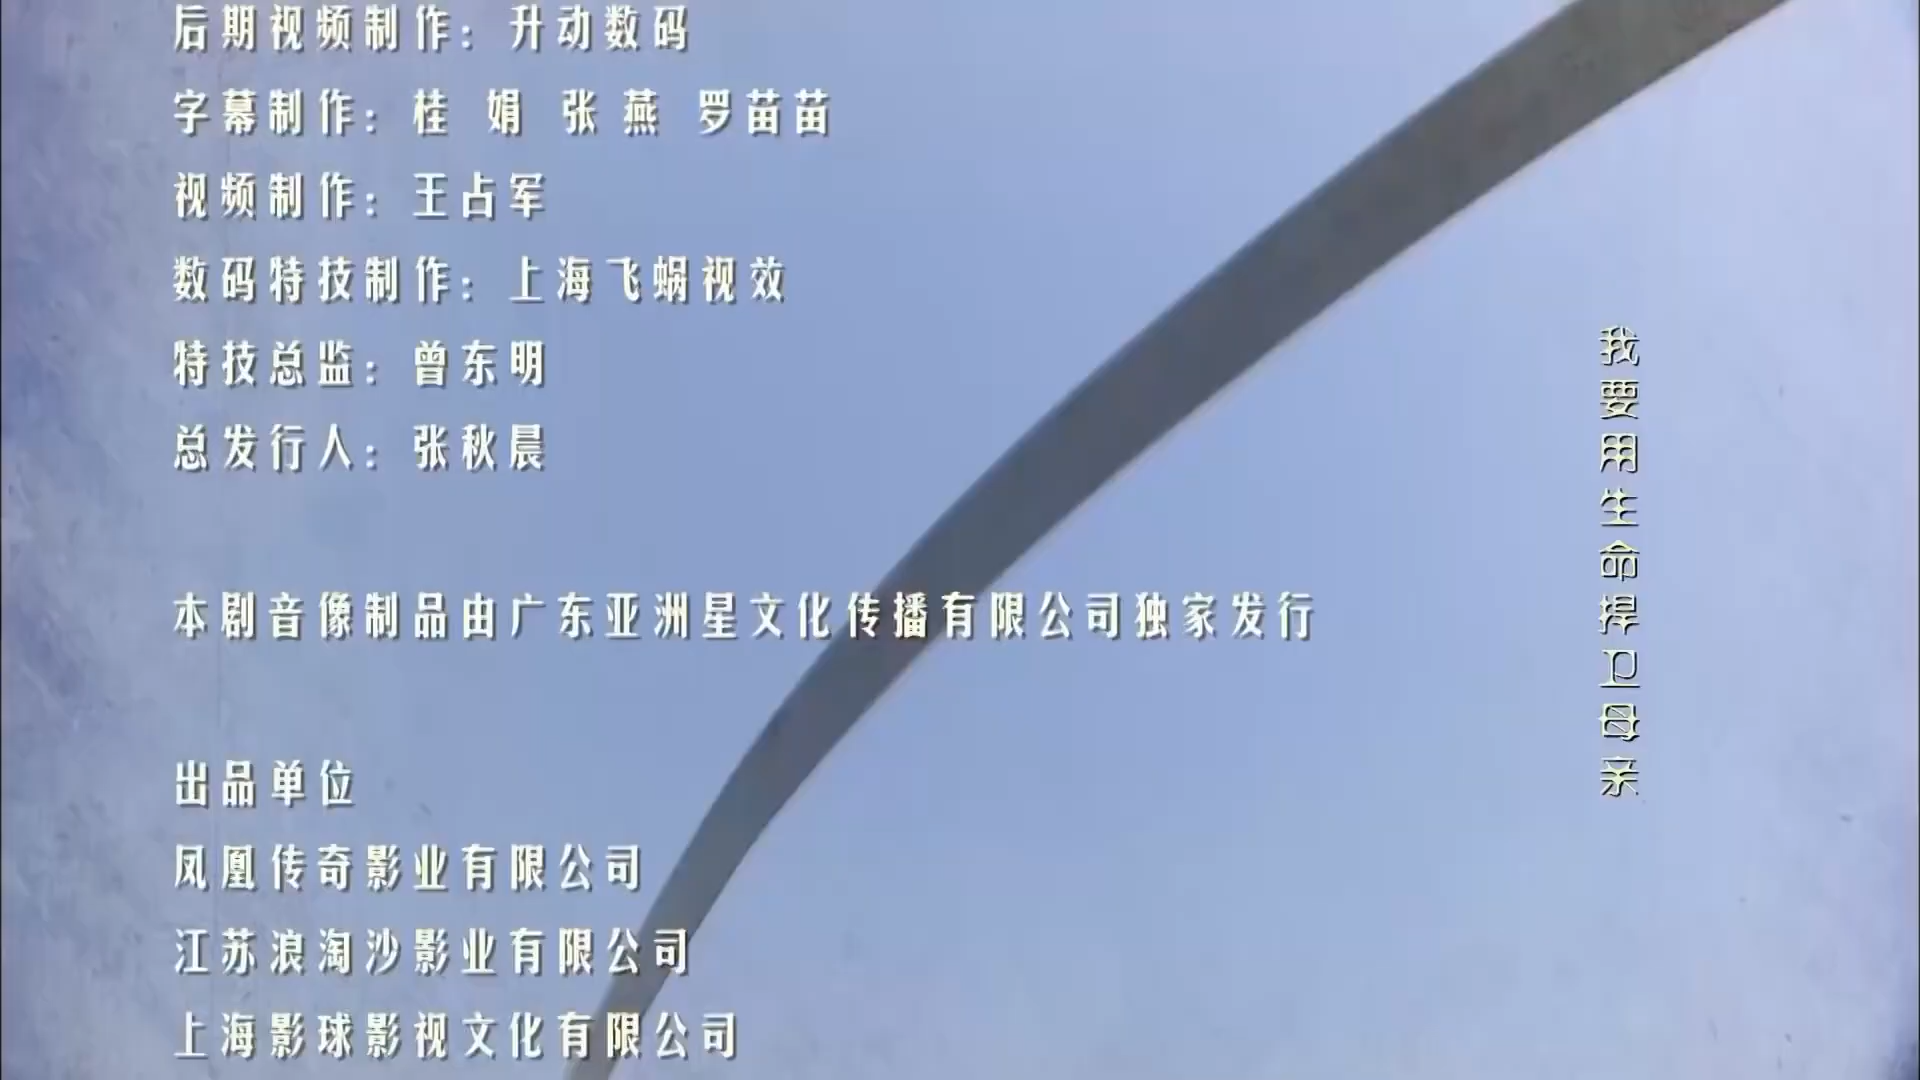 后期视频制作：升动数码
字幕制作：桂 娟 张 燕 罗苗苗
视频制作：王占军
数码特技制作：上海飞蜗视效
特技总监：曾东明
总发行人：张秋晨
本剧音像制品由广东亚洲星文化传播有限公司独家发行
出品单位
凤凰传奇影业有限公司
江苏浪淘沙影业有限公司
上海影球影视文化有限公司
我要用生命捍卫母亲